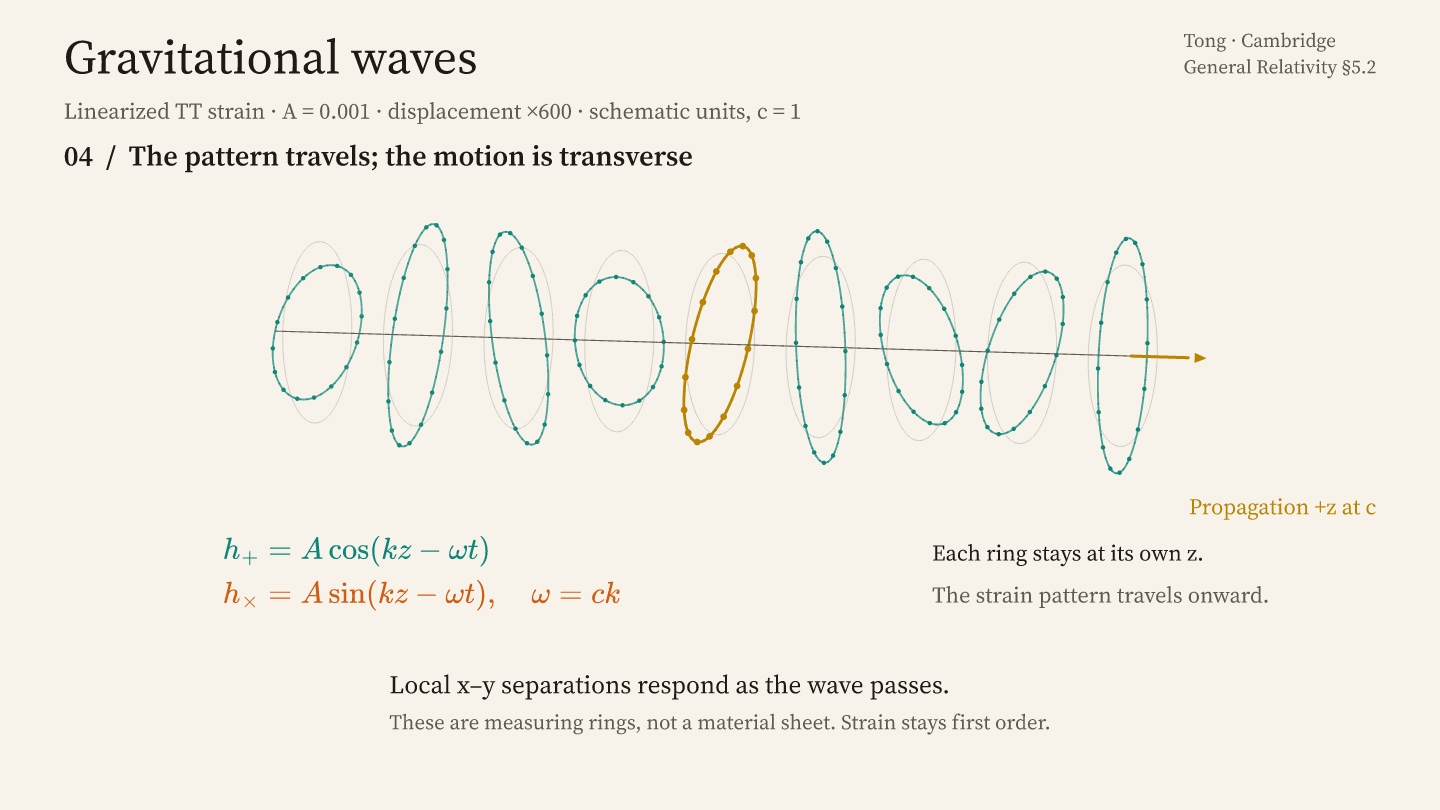 Gravitational waves
Tong · Cambridge
General Relativity §5.2
Linearized TT strain · A = 0.001 · displacement ×600 · schematic units, c = 1
04 / The pattern travels; the motion is transverse
Propagation +z at c
h₊ = A cos(kz − ωt)
Each ring stays at its own z.
h× = A sin(kz − ωt), ω = ck
The strain pattern travels onward.
Local x–y separations respond as the wave passes.
These are measuring rings, not a material sheet. Strain stays first order.